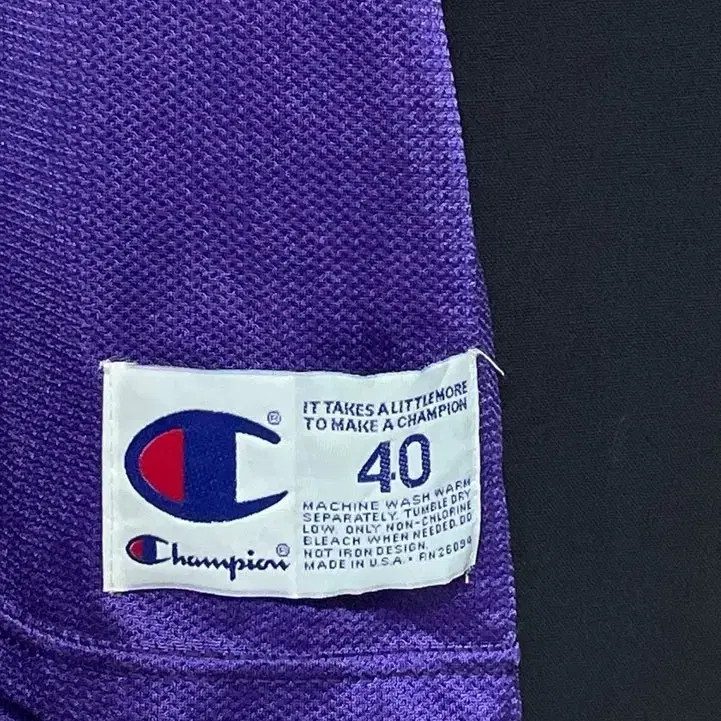 ®
Champion®
IT TAKES A LITTLE MORE
TO MAKE A CHAMPION
40
MACHINE WASH WARM
SEPARATELY. TUMBLE DRY
LOW. ONLY NON-CHLORINE
BLEACH WHEN NEEDED. DO
NOT IRON DESIGN.
MADE IN U.S.A. • RN 26094